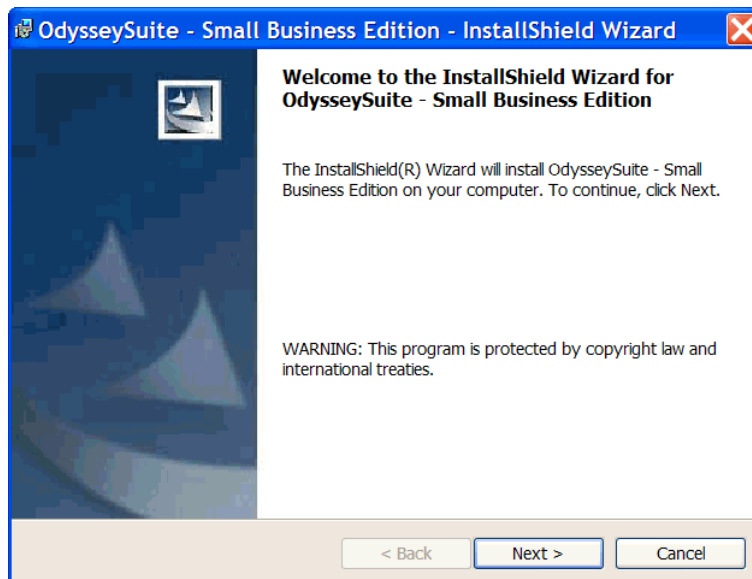 OdysseySuite - Small Business Edition - InstallShield Wizard
Welcome to the InstallShield Wizard for
OdysseySuite - Small Business Edition
The InstallShield(R) Wizard will install OdysseySuite - Small
Business Edition on your computer. To continue, click Next.
WARNING: This program is protected by copyright law and
international treaties.
< Back
Next >
Cancel